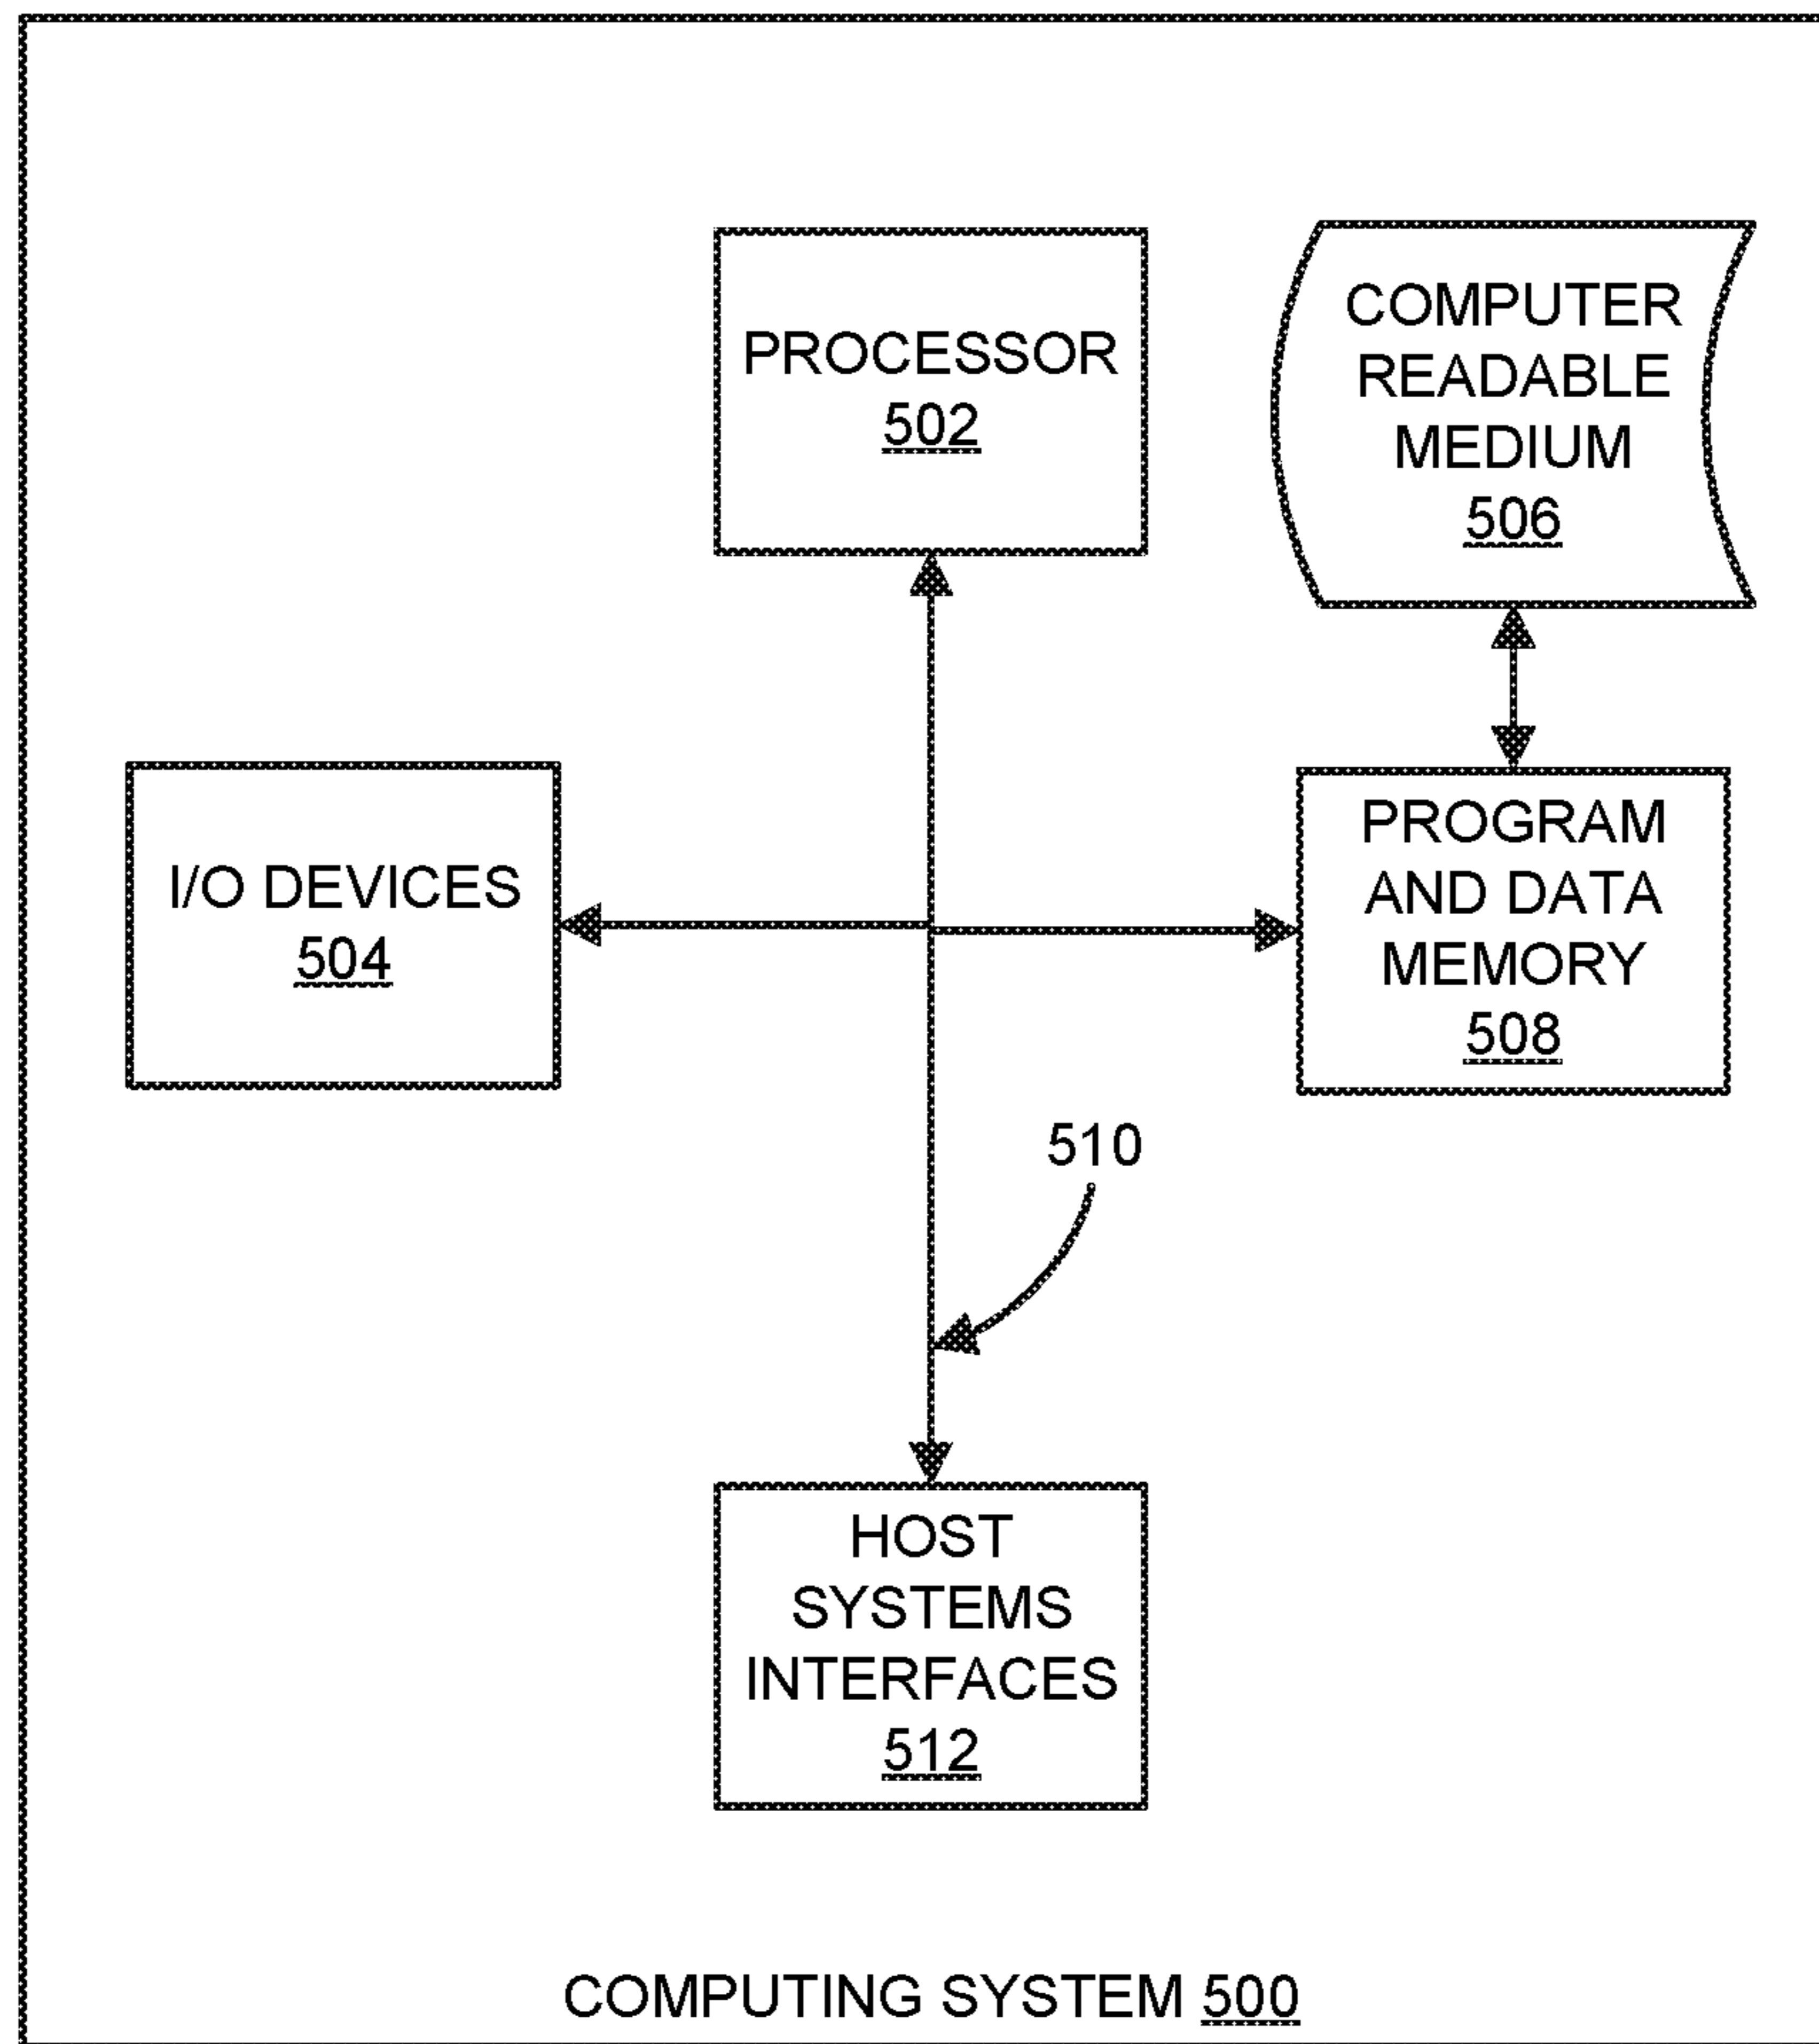 PROCESSOR
502
COMPUTER
READABLE
MEDIUM
506
I/O DEVICES
504
PROGRAM
AND DATA
MEMORY
508
510
HOST
SYSTEMS
INTERFACES
512
COMPUTING SYSTEM 500